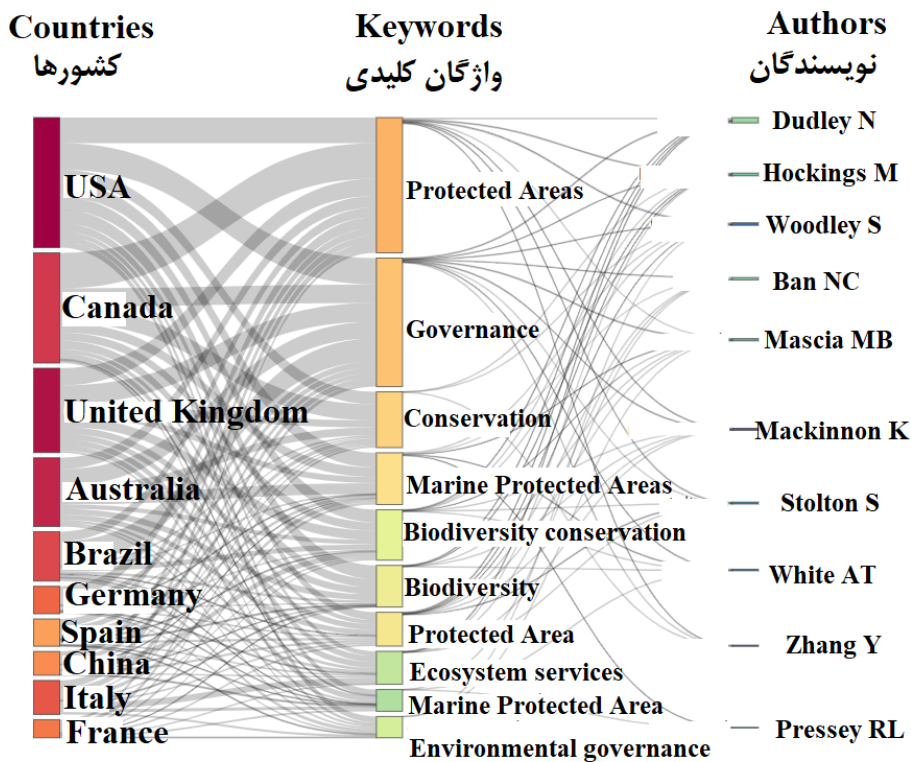 Countries
کشورها
USA
Canada
United Kingdom
Australia
Brazil
Germany
Spain
China
Italy
France
Keywords
واژگان کلیدی
Protected Areas
Governance
Conservation
Marine Protected Areas
Biodiversity conservation
Biodiversity
Protected Area
Ecosystem services
Marine Protected Area
Environmental governance
Authors
نویسندگان
Dudley N
Hockings M
Woodley S
Ban NC
Mascia MB
Mackinnon K
Stolton S
White AT
Zhang Y
Pressey RL